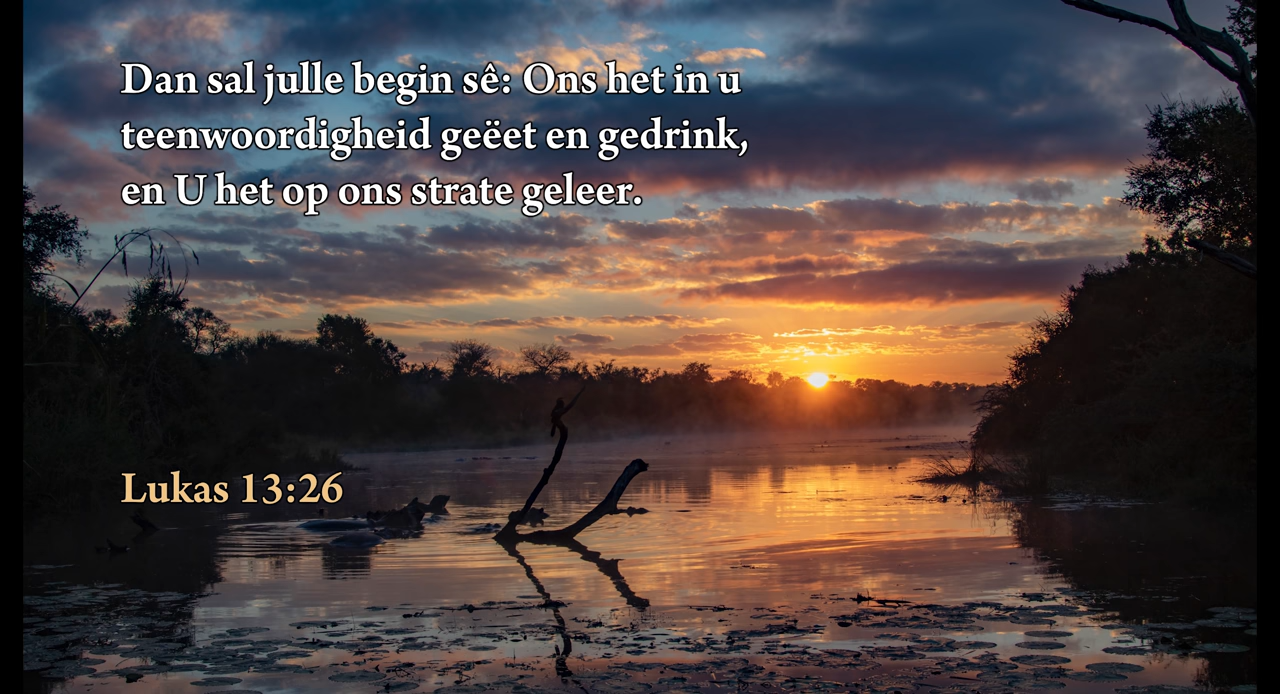 Dan sal julle begin sê: Ons het in u
teenwoordigheid geëet en gedrink,
en U het op ons strate geleer.
Lukas 13:26